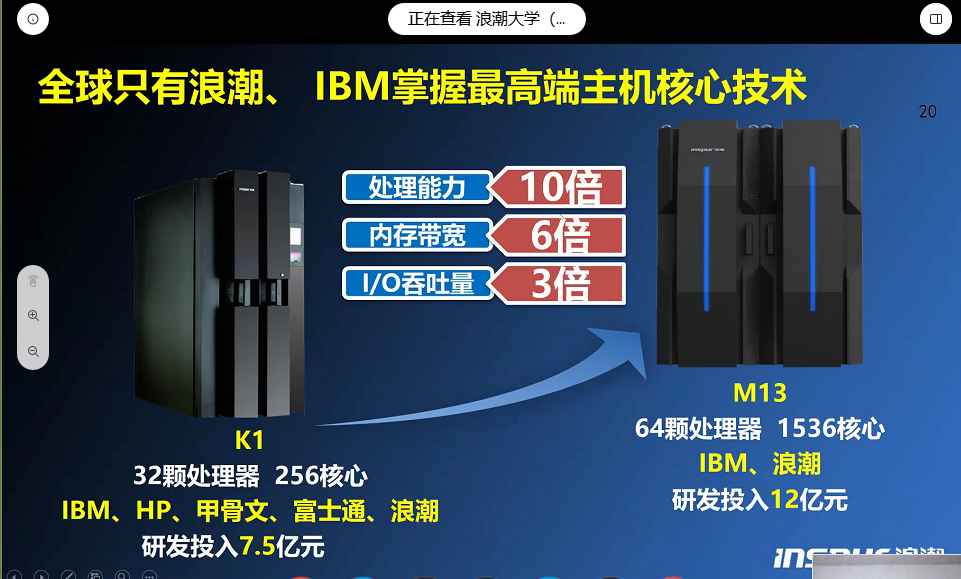 正在查看 浪潮大学（...
全球只有浪潮、 IBM掌握最高端主机核心技术
20
inspur
处理能力 10倍
内存带宽 6倍
I/O吞吐量 3倍
M13
64颗处理器 1536核心
IBM、浪潮
研发投入12亿元
K1
32颗处理器 256核心
IBM、HP、甲骨文、富士通、浪潮
研发投入7.5亿元
inspur 浪潮